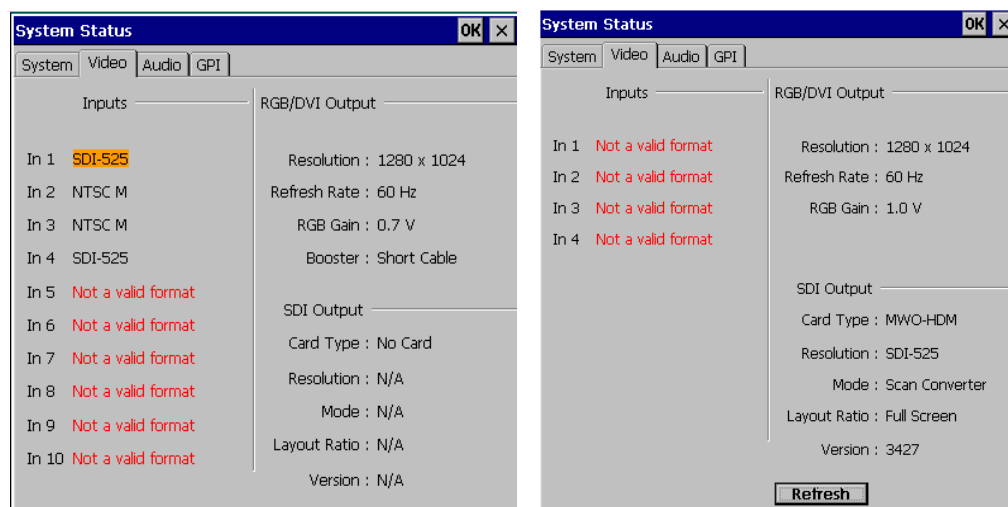 System Status OK ×
System Video Audio GPI
Inputs
RGB/DVI Output
In 1 SDI-525
In 2 NTSC M
In 3 NTSC M
In 4 SDI-525
In 5 Not a valid format
In 6 Not a valid format
In 7 Not a valid format
In 8 Not a valid format
In 9 Not a valid format
In 10 Not a valid format
Resolution : 1280 x 1024
Refresh Rate : 60 Hz
RGB Gain : 0.7 V
Booster : Short Cable
SDI Output
Card Type : No Card
Resolution : N/A
Mode : N/A
Layout Ratio : N/A
Version : N/A
System Status OK ×
System Video Audio GPI
Inputs
RGB/DVI Output
In 1 Not a valid format
In 2 Not a valid format
In 3 Not a valid format
In 4 Not a valid format
Resolution : 1280 x 1024
Refresh Rate : 60 Hz
RGB Gain : 1.0 V
SDI Output
Card Type : MWO-HDM
Resolution : SDI-525
Mode : Scan Converter
Layout Ratio : Full Screen
Version : 3427
Refresh